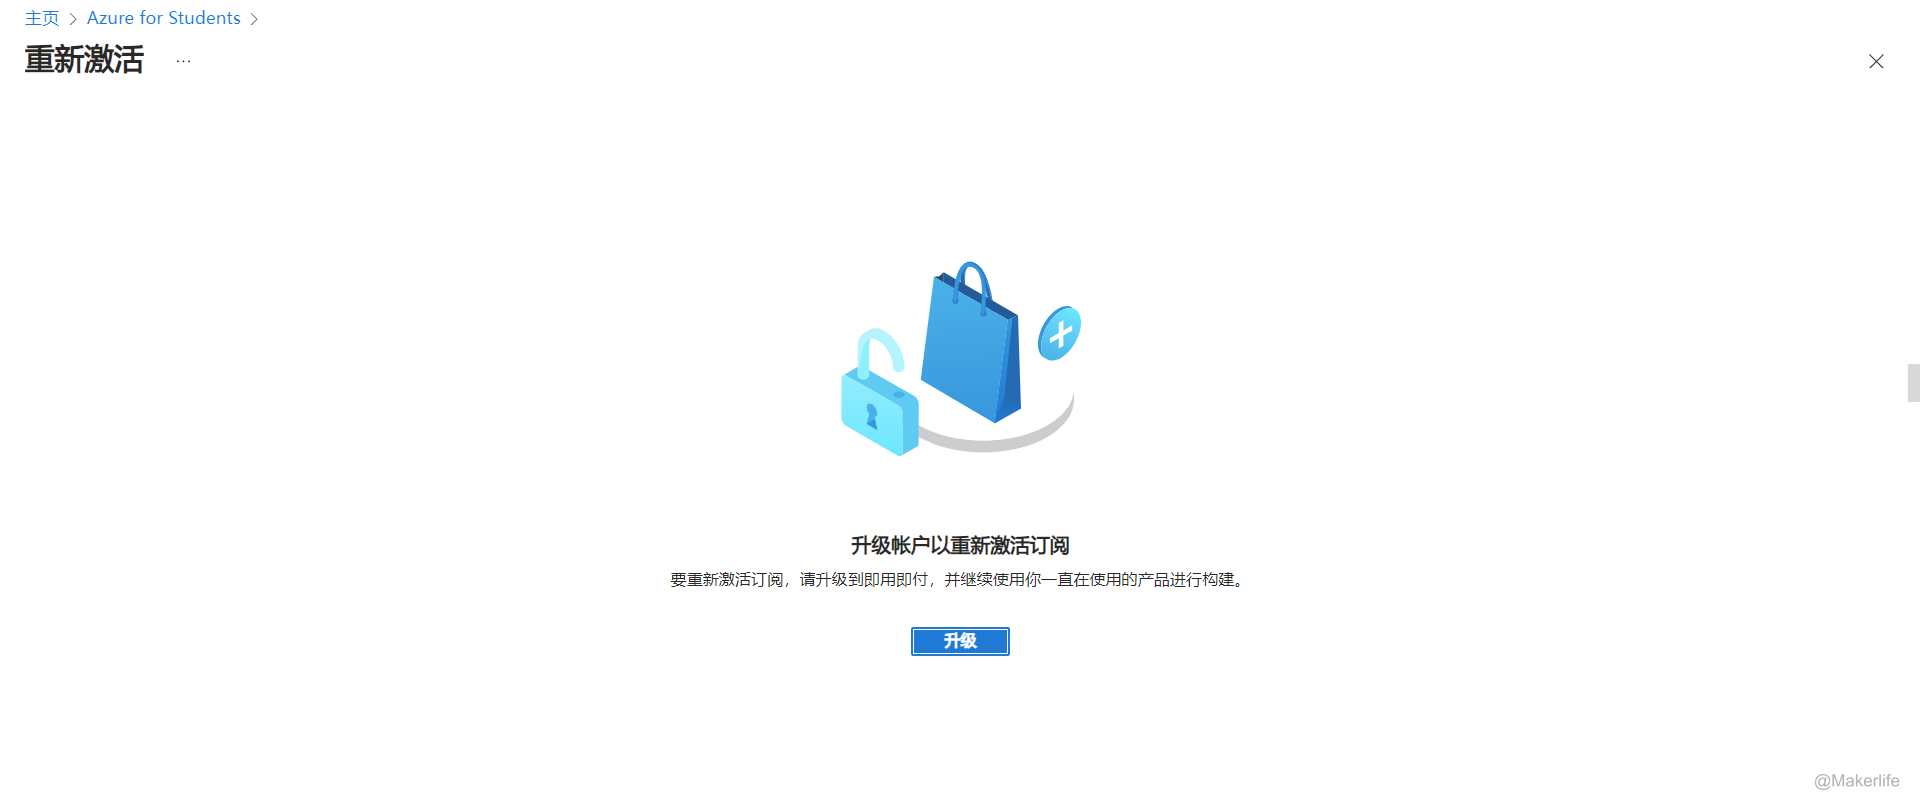 主页 > Azure for Students >
重新激活 ...
升级帐户以重新激活订阅
要重新激活订阅，请升级到即用即付，并继续使用你一直在使用的产品进行构建。
升级
@Makerlife